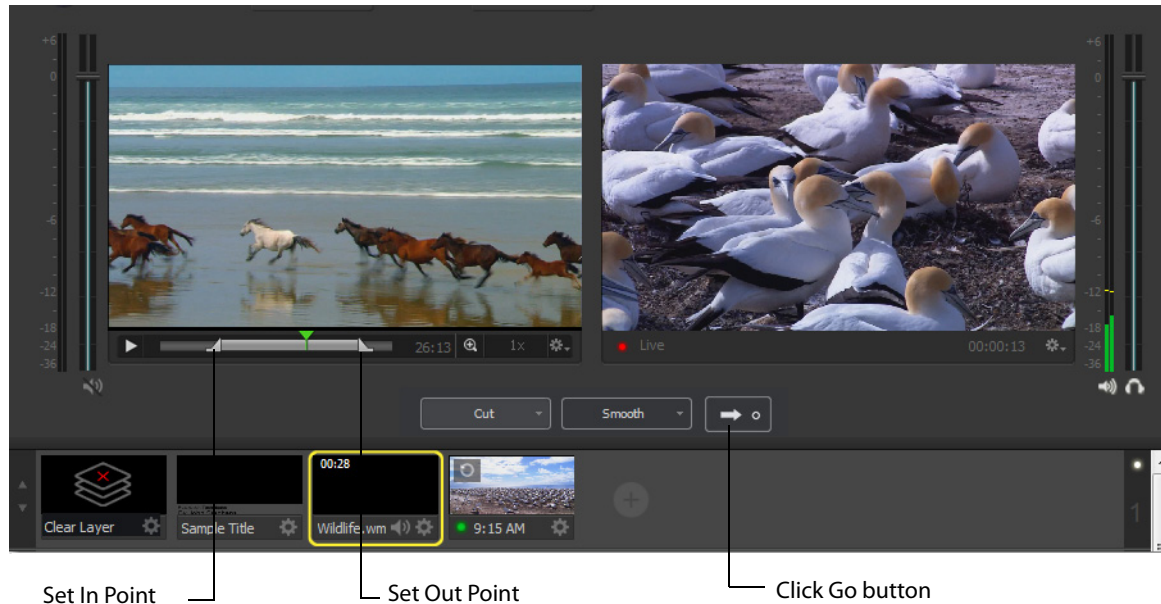 +6
0
-6
-12
-18
-24
-36
+6
0
-6
-12
-18
-24
-36
26:13
1x
Live
00:00:13
Cut
Smooth
00:28
Clear Layer
Sample Title
Wildlife.wm
9:15 AM
1
Set In Point
Set Out Point
Click Go button